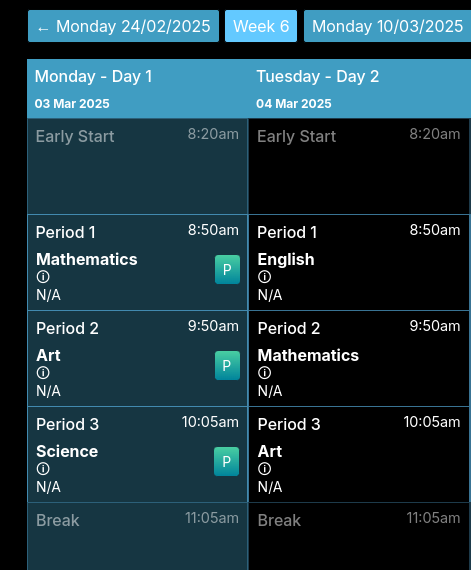 ← Monday 24/02/2025
Week 6
Monday 10/03/2025
Monday - Day 1
03 Mar 2025
Tuesday - Day 2
04 Mar 2025
Early Start 8:20am
Early Start 8:20am
Period 1 8:50am
Mathematics
P
N/A
Period 1 8:50am
English
N/A
Period 2 9:50am
Art
P
N/A
Period 2 9:50am
Mathematics
N/A
Period 3 10:05am
Science
P
N/A
Period 3 10:05am
Art
N/A
Break 11:05am
Break 11:05am